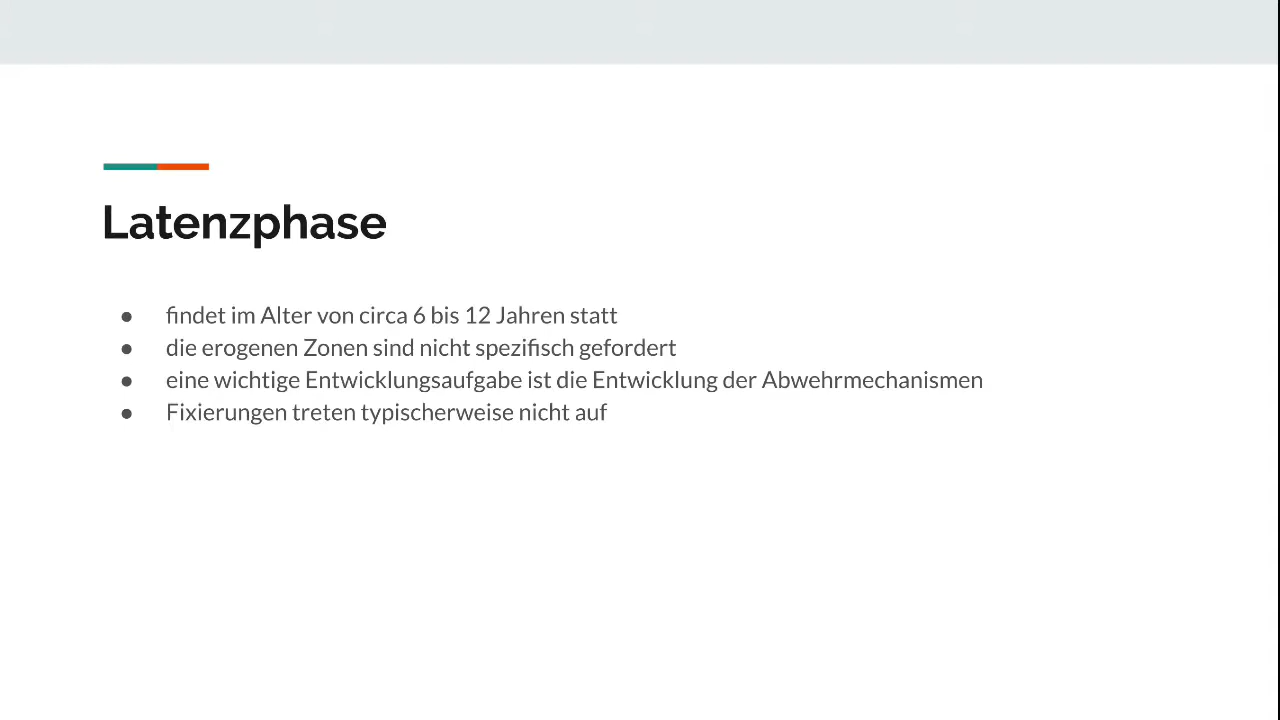 Latenzphase
● findet im Alter von circa 6 bis 12 Jahren statt
● die erogenen Zonen sind nicht spezifisch gefordert
● eine wichtige Entwicklungsaufgabe ist die Entwicklung der Abwehrmechanismen
● Fixierungen treten typischerweise nicht auf